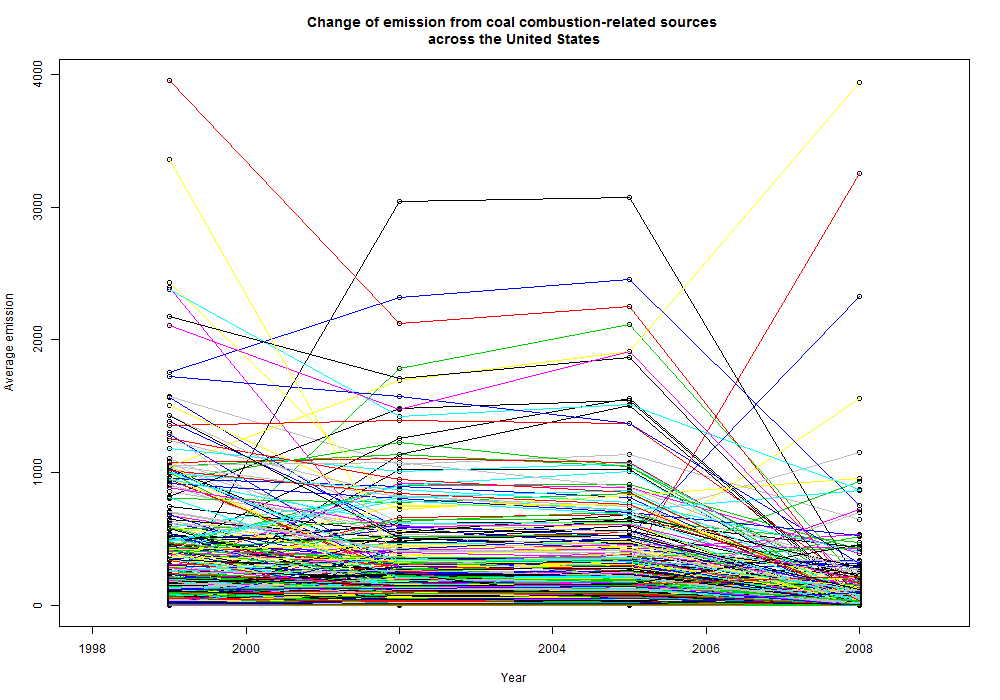 Change of emission from coal combustion-related sources
across the United States
4000
3000
2000
1000
0
Average emission
1998
2000
2002
2004
2006
2008
Year